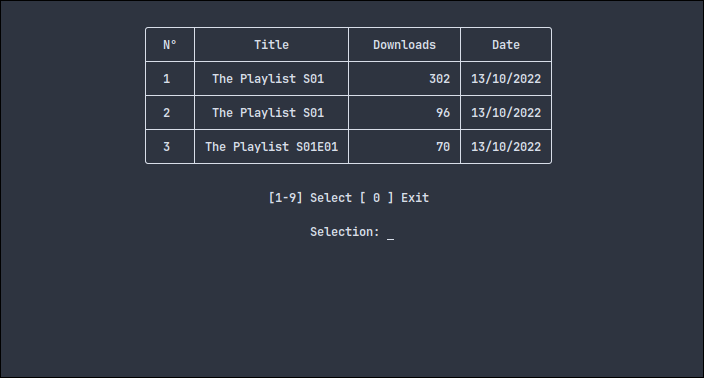 N° Title Downloads Date
1 The Playlist S01 302 13/10/2022
2 The Playlist S01 96 13/10/2022
3 The Playlist S01E01 70 13/10/2022
[1-9] Select [ 0 ] Exit
Selection: _